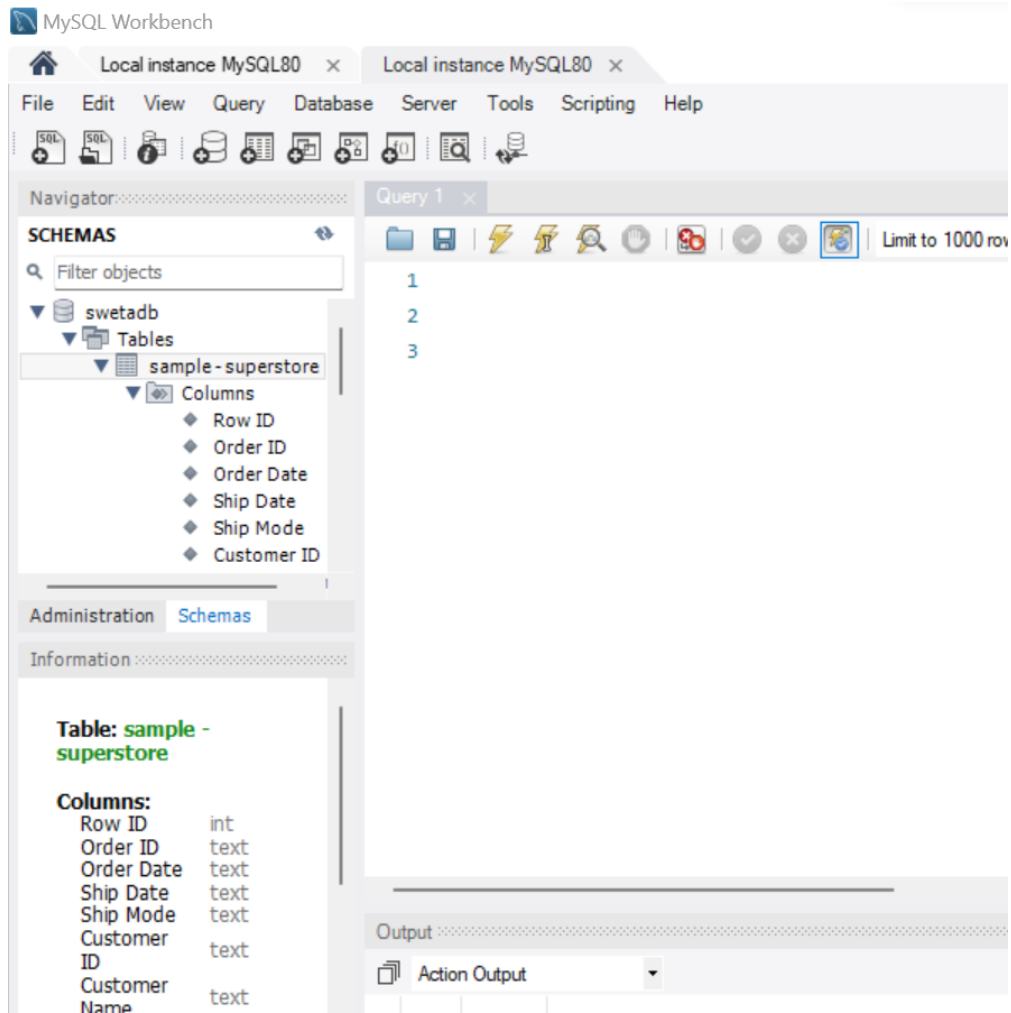 MySQL Workbench
Local instance MySQL80 × Local instance MySQL80 ×
File Edit View Query Database Server Tools Scripting Help
SQL SQL
Navigator
Query 1 ×
SCHEMAS
Limit to 1000 rov
Filter objects
swetadb
Tables
sample - superstore
Columns
Row ID
Order ID
Order Date
Ship Date
Ship Mode
Customer ID
1
2
3
Administration Schemas
Information
Table: sample -
superstore
Columns:
Row ID int
Order ID text
Order Date text
Ship Date text
Ship Mode text
Customer
ID text
Customer
Name text
Output
Action Output